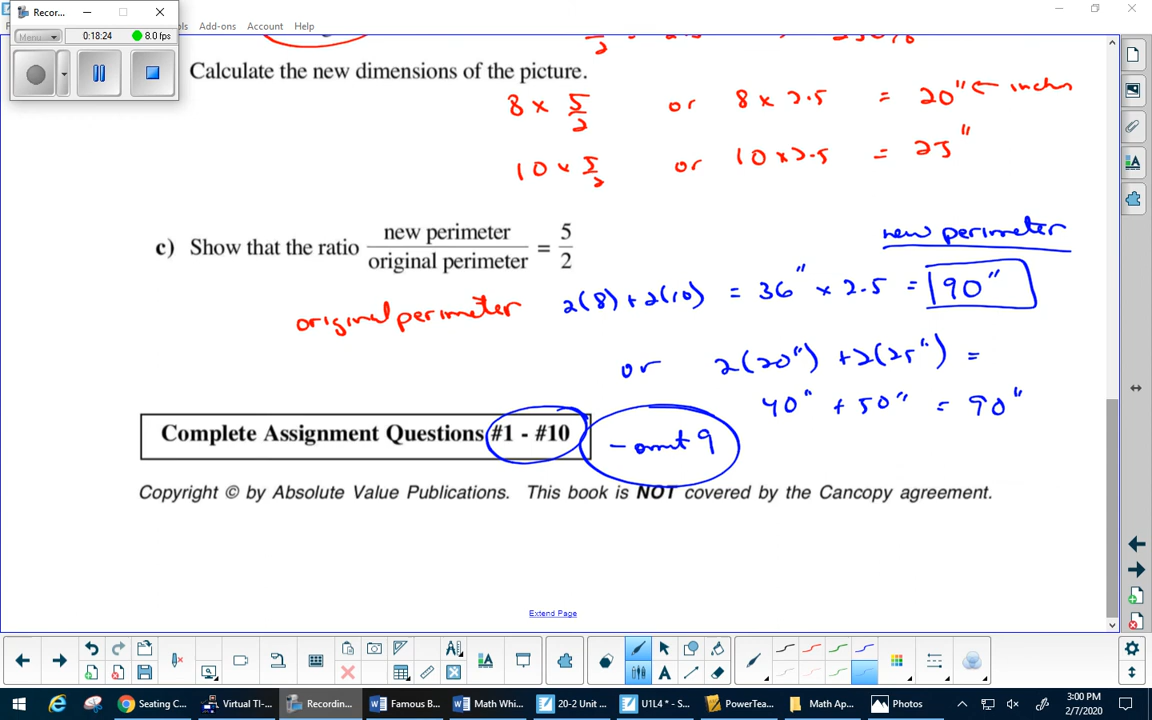 Recor...
Menu
0:18:24
8.0 fps
Add-ons Account Help
Calculate the new dimensions of the picture.
8 x 5/2 or 8 x 2.5 = 20" ← inches
10 x 5/2 or 10 x 2.5 = 25"
new perimeter
c) Show that the ratio new perimeter / original perimeter = 5/2
original perimeter 2(8) + 2(10) = 36" x 2.5 = 90"
or 2(20") + 2(25") =
40" + 50" = 90"
Complete Assignment Questions #1 - #10 - omit 9
Copyright © by Absolute Value Publications. This book is NOT covered by the Cancopy agreement.
Extend Page
Seating C...
Virtual TI-...
Recordin...
Famous B...
Math Whi...
20-2 Unit ...
U1L4 * - S...
PowerTea...
Math Ap...
Photos
3:00 PM
2/7/2020